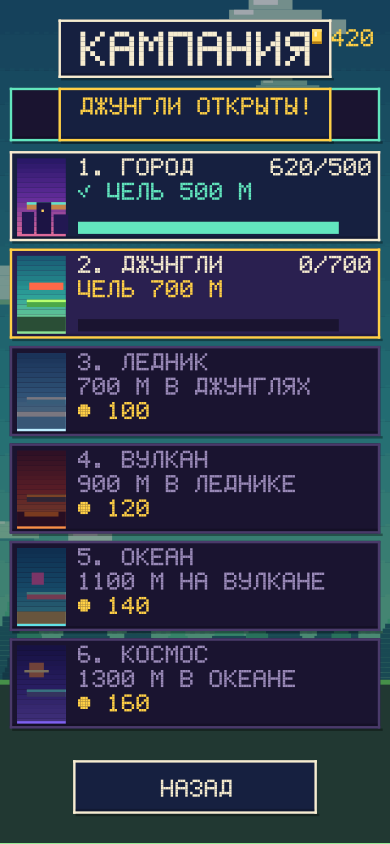 КАМПАНИЯ
420
ДЖУНГЛИ ОТКРЫТЫ!
1. ГОРОД 620/500
✓ ЦЕЛЬ 500 М
2. ДЖУНГЛИ 0/700
ЦЕЛЬ 700 М
3. ЛЕДНИК
700 М В ДЖУНГЛЯХ
100
4. ВУЛКАН
900 М В ЛЕДНИКЕ
120
5. ОКЕАН
1100 М НА ВУЛКАНЕ
140
6. КОСМОС
1300 М В ОКЕАНЕ
160
НАЗАД